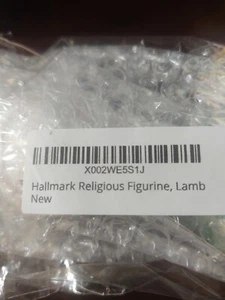 X002WE5S1J
Hallmark Religious Figurine, Lamb
New